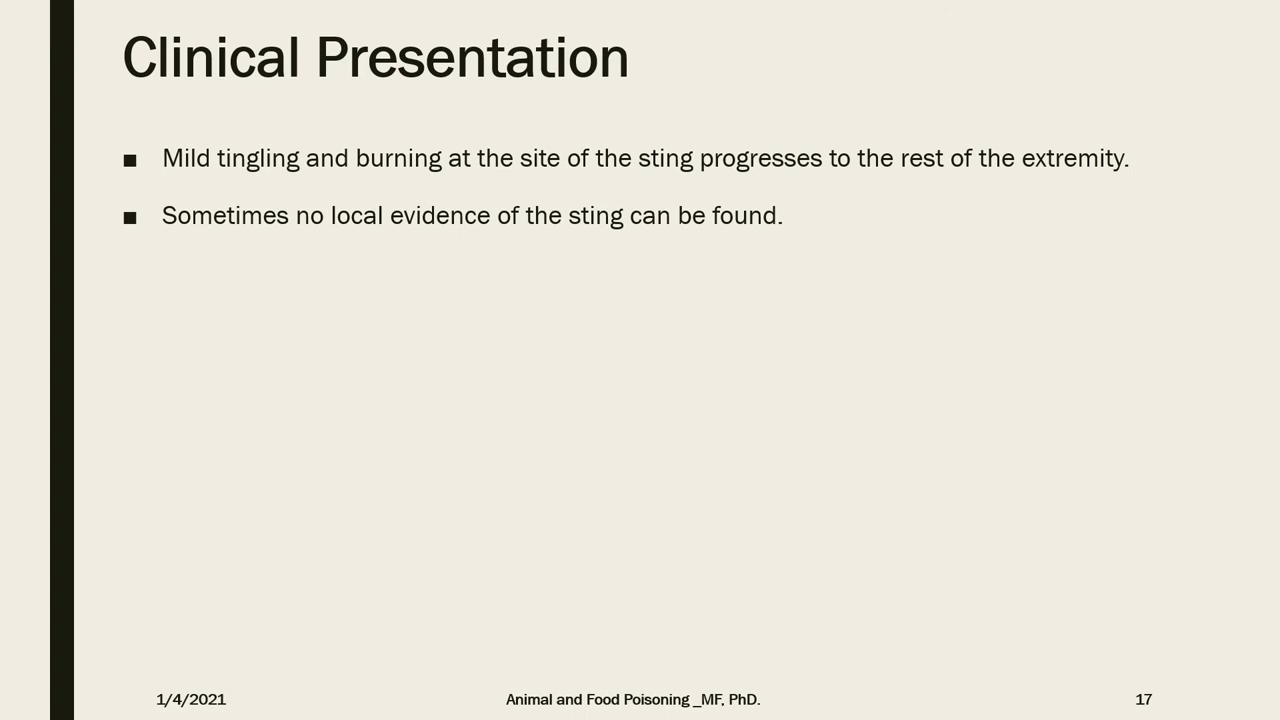 Clinical Presentation
■ Mild tingling and burning at the site of the sting progresses to the rest of the extremity.
■ Sometimes no local evidence of the sting can be found.
1/4/2021
Animal and Food Poisoning _MF, PhD.
17